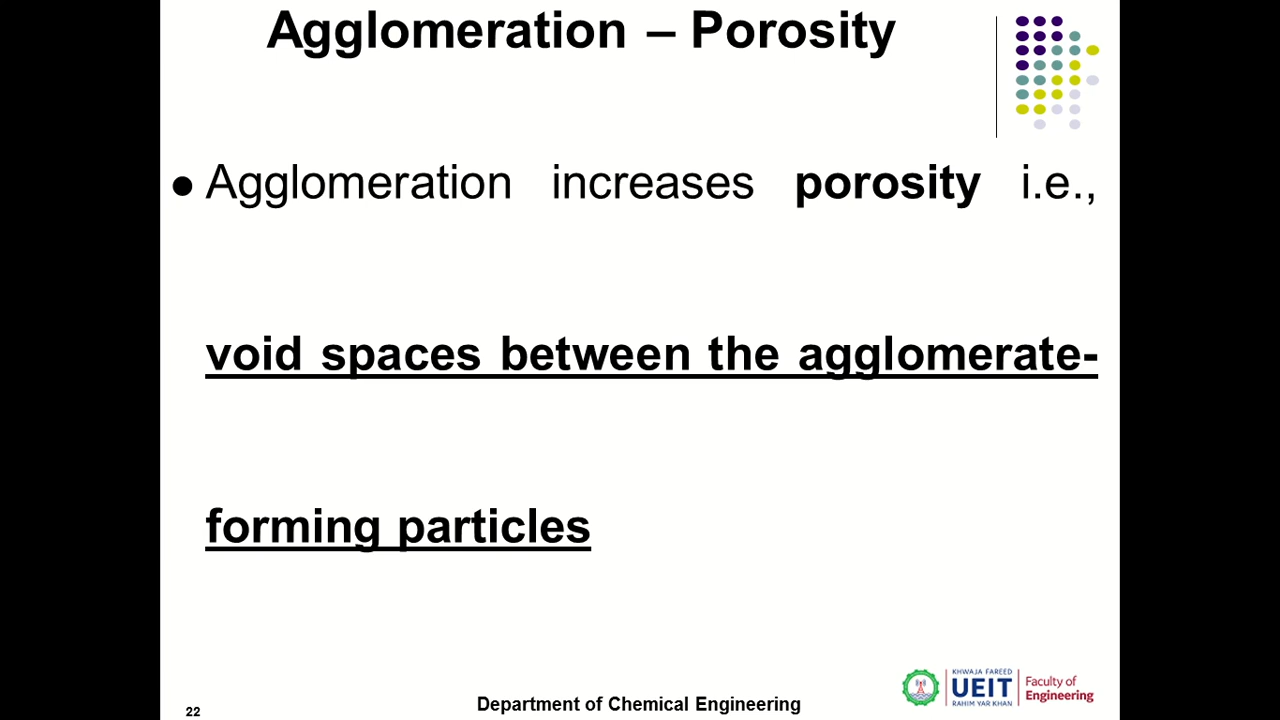 Agglomeration – Porosity
● Agglomeration increases porosity i.e.,
void spaces between the agglomerate-
forming particles
22
Department of Chemical Engineering
KHWAJA FAREED
UEIT
RAHIM YAR KHAN
Faculty of
Engineering